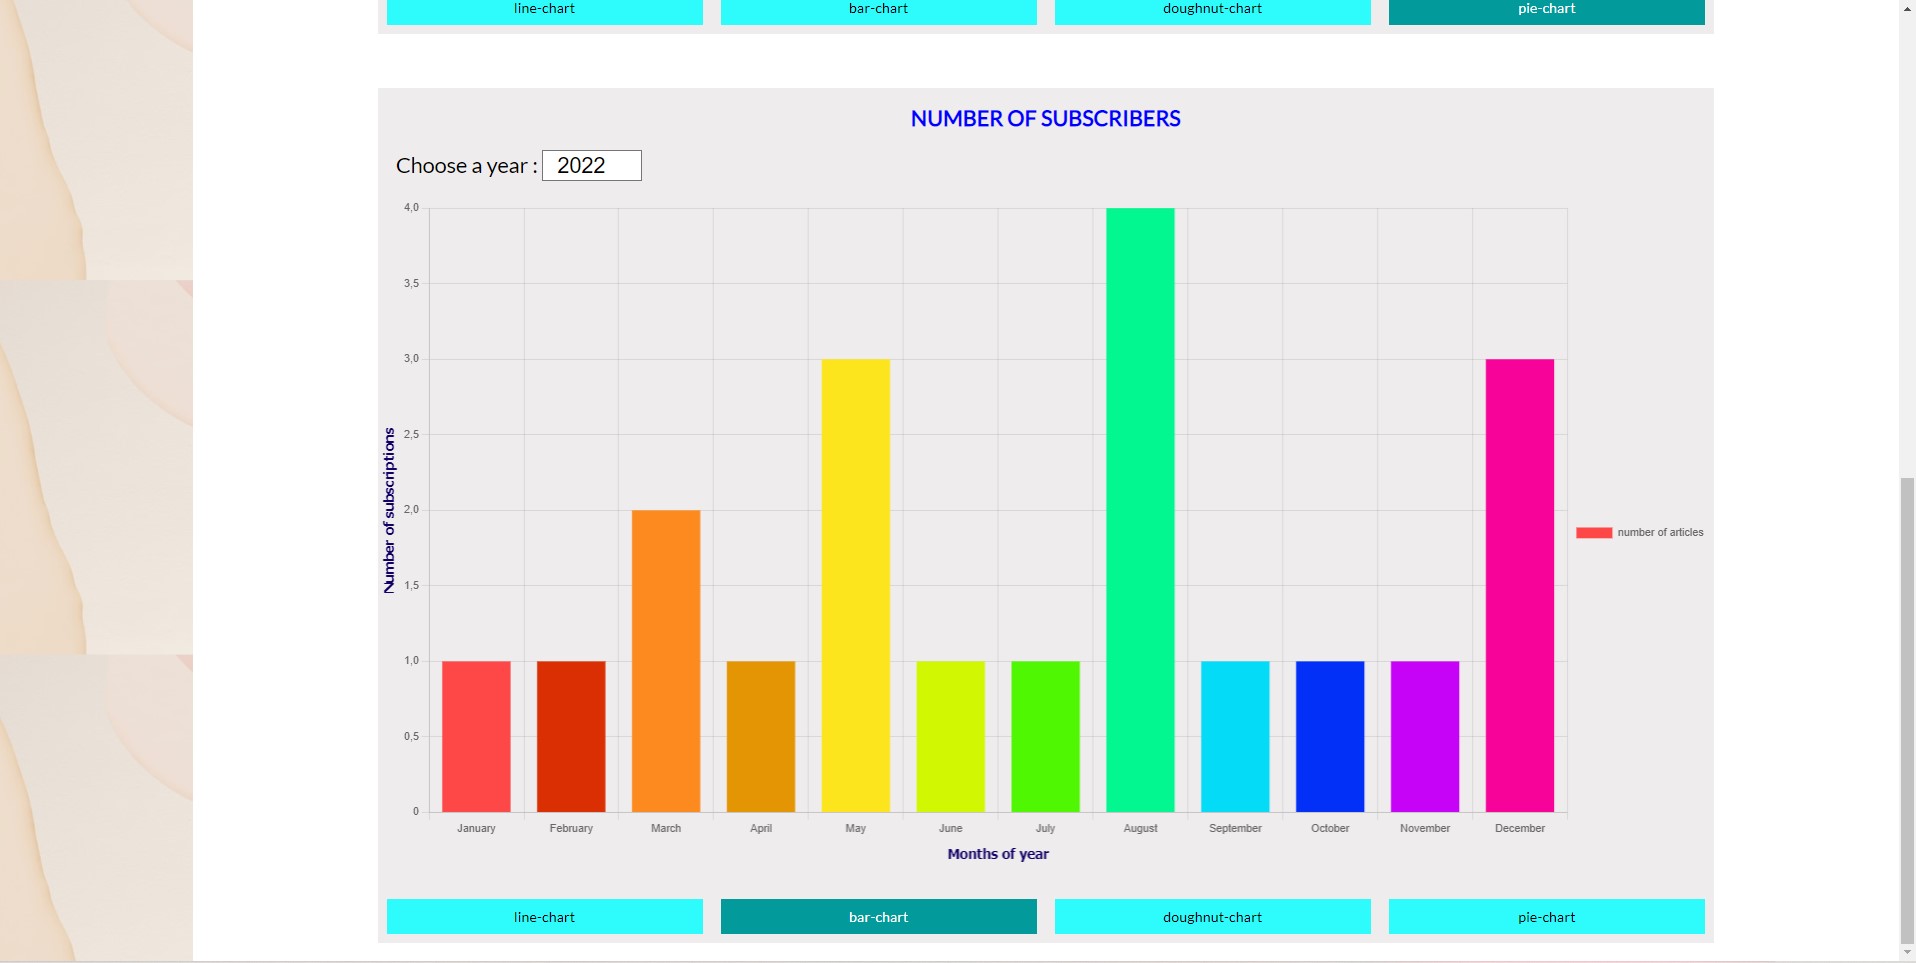 line-chart bar-chart doughnut-chart pie-chart
NUMBER OF SUBSCRIBERS
Choose a year : 2022
4,0
3,5
3,0
2,5
2,0
1,5
1,0
0,5
0
Number of subscriptions
number of articles
January February March April May June July August September October November December
Months of year
line-chart bar-chart doughnut-chart pie-chart